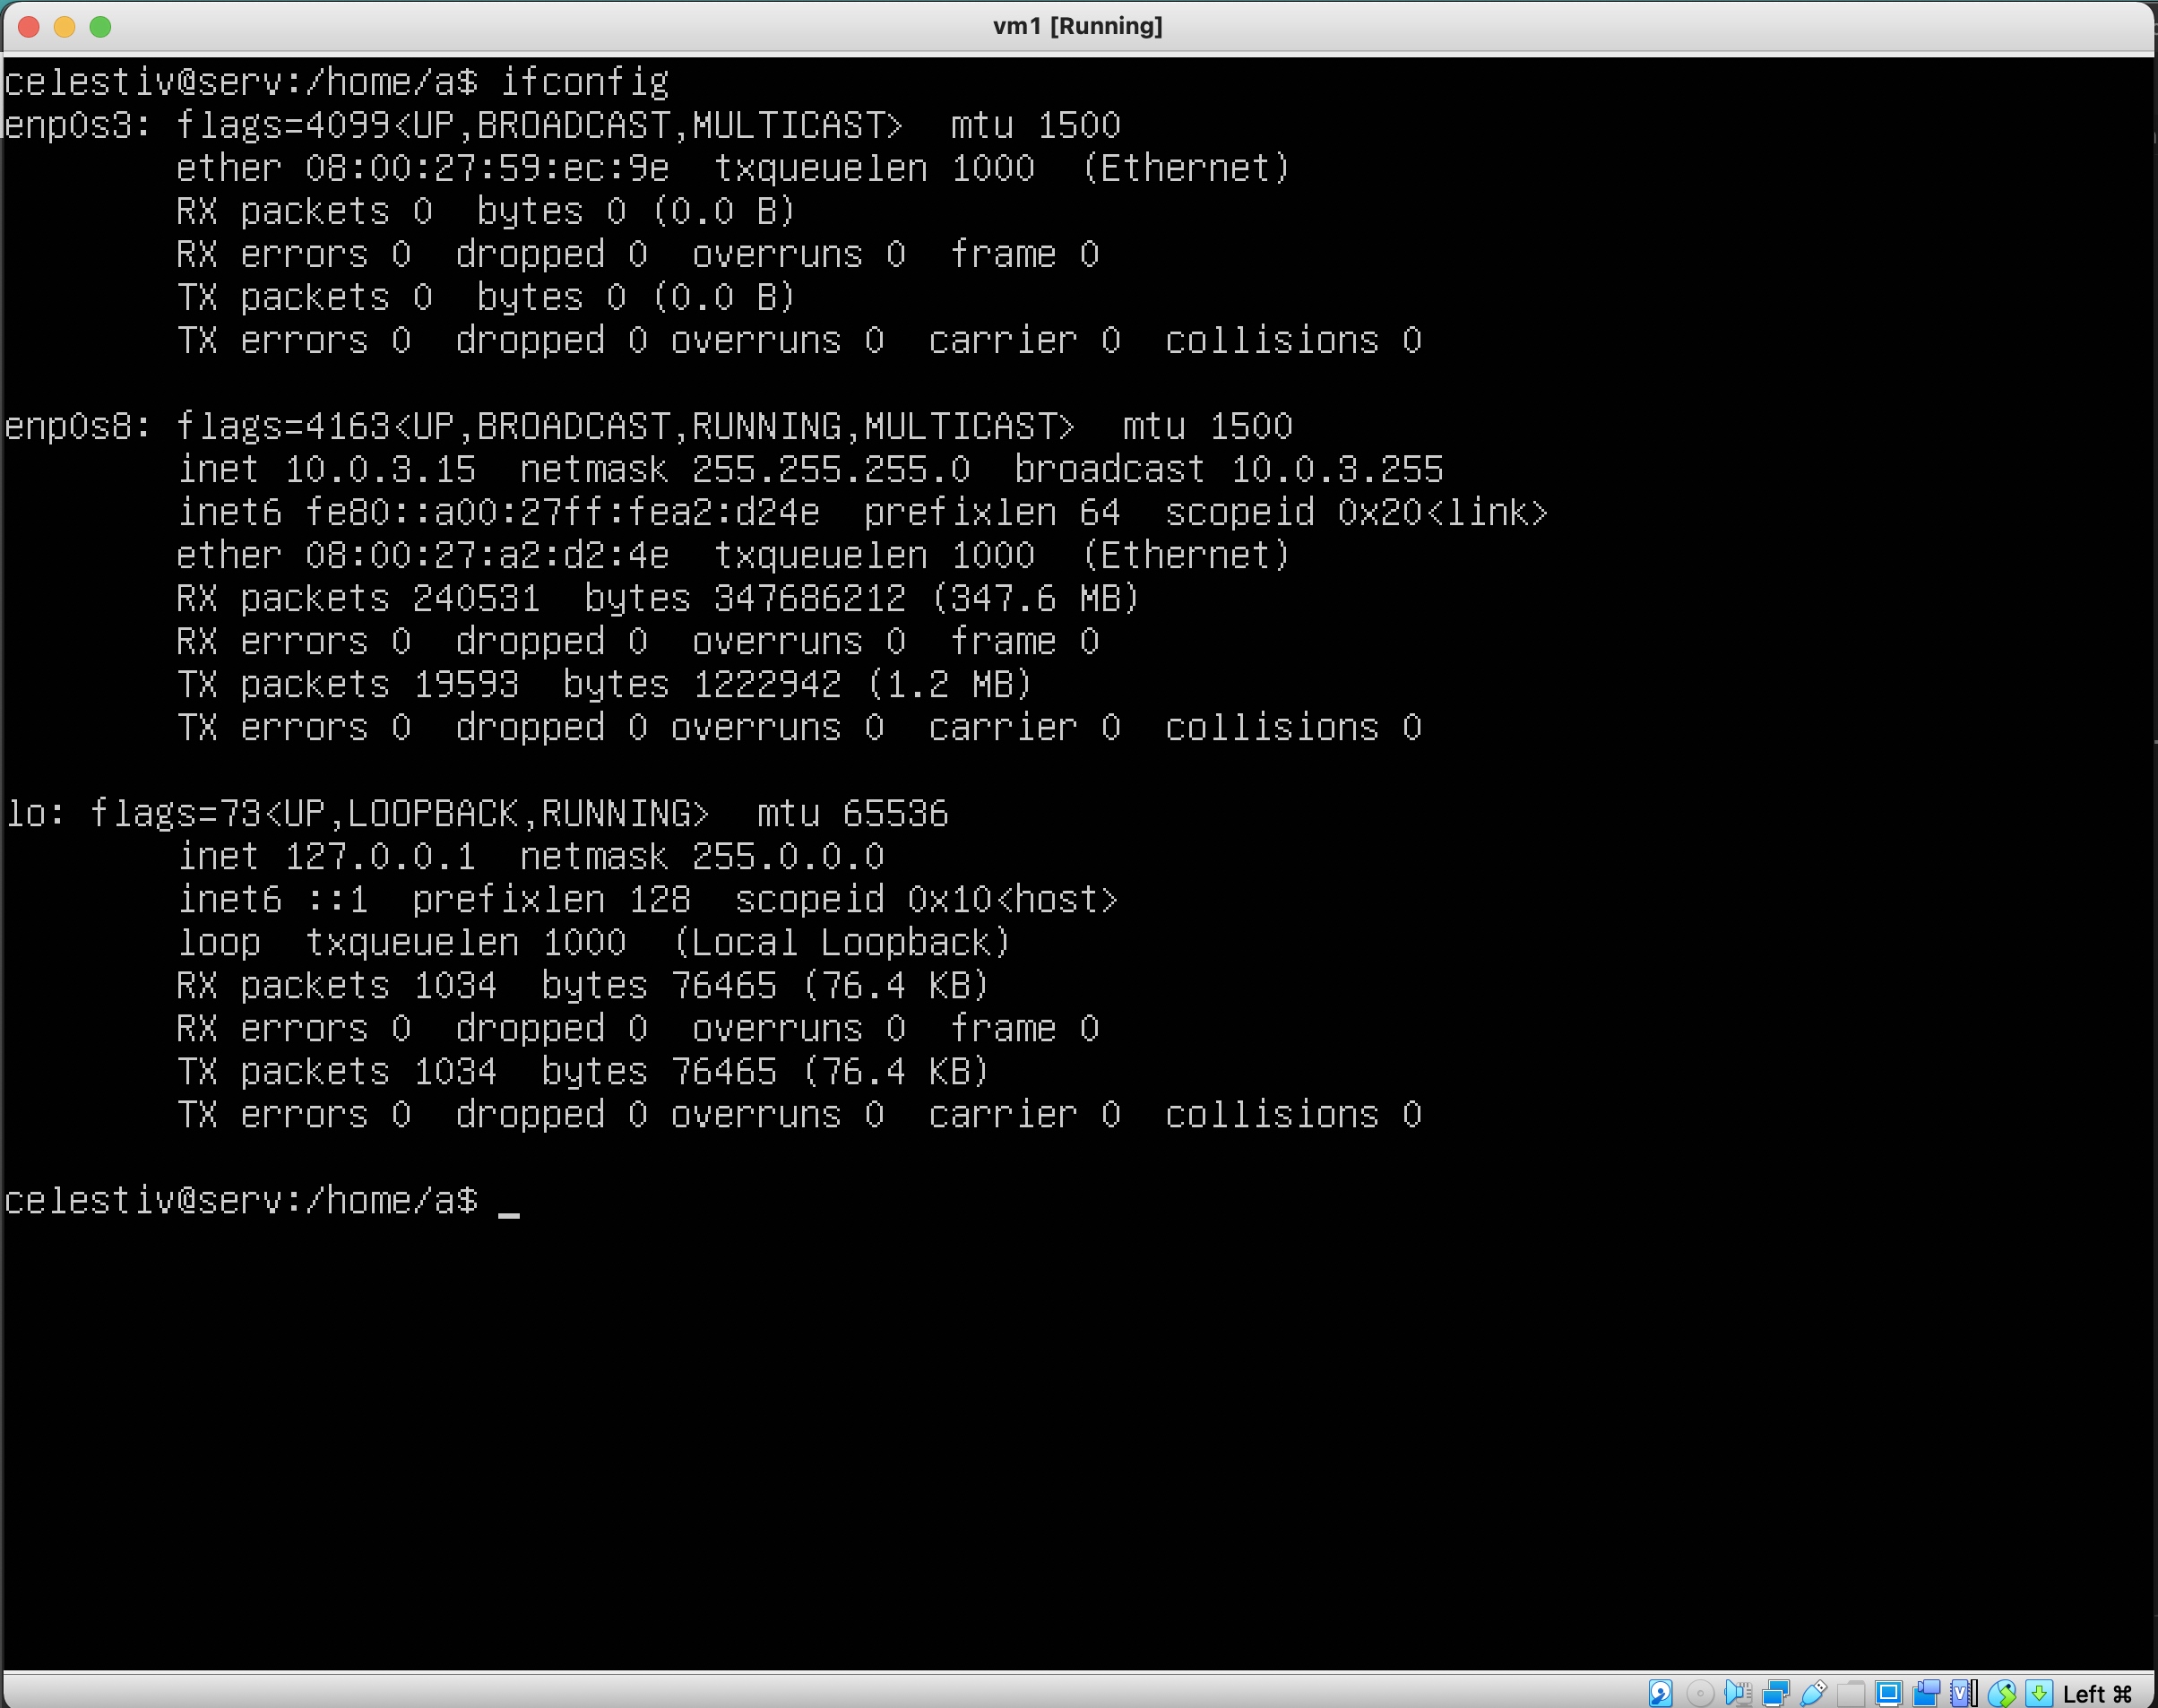 vm1 [Running]
celestiv@serv:/home/a$ ifconfig
enp0s3: flags=4099<UP,BROADCAST,MULTICAST>  mtu 1500
        ether 08:00:27:59:ec:9e  txqueuelen 1000  (Ethernet)
        RX packets 0  bytes 0 (0.0 B)
        RX errors 0  dropped 0  overruns 0  frame 0
        TX packets 0  bytes 0 (0.0 B)
        TX errors 0  dropped 0 overruns 0  carrier 0  collisions 0

enp0s8: flags=4163<UP,BROADCAST,RUNNING,MULTICAST>  mtu 1500
        inet 10.0.3.15  netmask 255.255.255.0  broadcast 10.0.3.255
        inet6 fe80::a00:27ff:fea2:d24e  prefixlen 64  scopeid 0x20<link>
        ether 08:00:27:a2:d2:4e  txqueuelen 1000  (Ethernet)
        RX packets 240531  bytes 347686212 (347.6 MB)
        RX errors 0  dropped 0  overruns 0  frame 0
        TX packets 19593  bytes 1222942 (1.2 MB)
        TX errors 0  dropped 0 overruns 0  carrier 0  collisions 0

lo: flags=73<UP,LOOPBACK,RUNNING>  mtu 65536
        inet 127.0.0.1  netmask 255.0.0.0
        inet6 ::1  prefixlen 128  scopeid 0x10<host>
        loop  txqueuelen 1000  (Local Loopback)
        RX packets 1034  bytes 76465 (76.4 KB)
        RX errors 0  dropped 0  overruns 0  frame 0
        TX packets 1034  bytes 76465 (76.4 KB)
        TX errors 0  dropped 0 overruns 0  carrier 0  collisions 0

celestiv@serv:/home/a$ _
Left ⌘